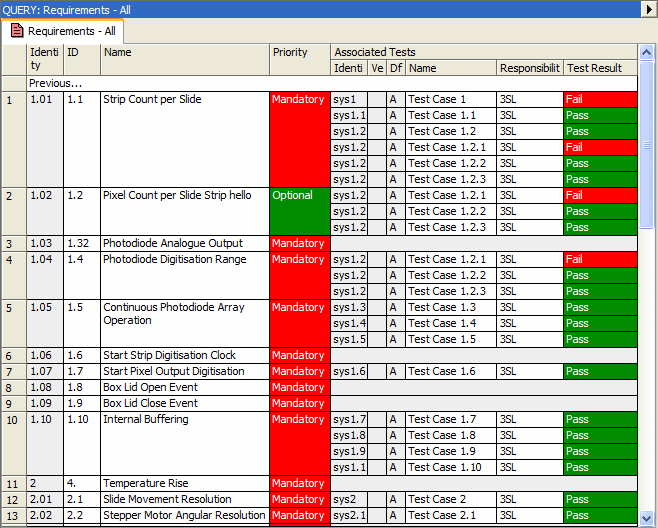 QUERY: Requirements - All
Requirements - All
Identi ID Name Priority Associated Tests
ty Identi Ve Df Name Responsibilit Test Result
Previous...
1 1.01 1.1 Strip Count per Slide Mandatory sys1 A Test Case 1 3SL Fail
sys1.1 A Test Case 1.1 3SL Pass
sys1.2 A Test Case 1.2 3SL Pass
sys1.2 A Test Case 1.2.1 3SL Fail
sys1.2 A Test Case 1.2.2 3SL Pass
sys1.2 A Test Case 1.2.3 3SL Pass
2 1.02 1.2 Pixel Count per Slide Strip hello Optional sys1.2 A Test Case 1.2.1 3SL Fail
sys1.2 A Test Case 1.2.2 3SL Pass
sys1.2 A Test Case 1.2.3 3SL Pass
3 1.03 1.32 Photodiode Analogue Output Mandatory
4 1.04 1.4 Photodiode Digitisation Range Mandatory sys1.2 A Test Case 1.2.1 3SL Fail
sys1.2 A Test Case 1.2.2 3SL Pass
sys1.2 A Test Case 1.2.3 3SL Pass
5 1.05 1.5 Continuous Photodiode Array Mandatory sys1.3 A Test Case 1.3 3SL Pass
Operation sys1.4 A Test Case 1.4 3SL Pass
sys1.5 A Test Case 1.5 3SL Pass
6 1.06 1.6 Start Strip Digitisation Clock Mandatory
7 1.07 1.7 Start Pixel Output Digitisation Mandatory sys1.6 A Test Case 1.6 3SL Pass
8 1.08 1.8 Box Lid Open Event Mandatory
9 1.09 1.9 Box Lid Close Event Mandatory
10 1.10 1.10 Internal Buffering Mandatory sys1.7 A Test Case 1.7 3SL Pass
sys1.8 A Test Case 1.8 3SL Pass
sys1.9 A Test Case 1.9 3SL Pass
sys1.1 A Test Case 1.10 3SL Pass
11 2 4. Temperature Rise Mandatory
12 2.01 2.1 Slide Movement Resolution Mandatory sys2 A Test Case 2 3SL Pass
13 2.02 2.2 Stepper Motor Angular Resolution Mandatory sys2.1 A Test Case 2.1 3SL Pass